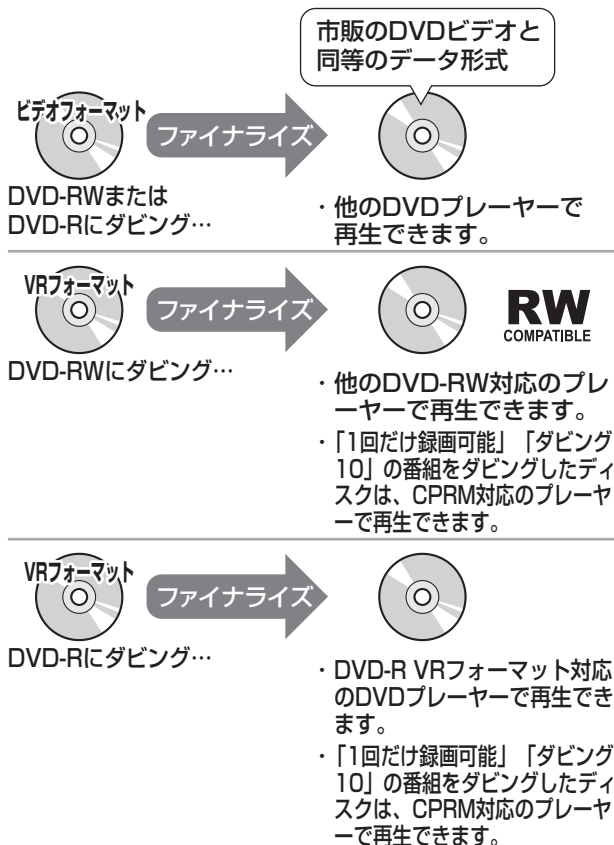 市販のDVDビデオと
同等のデータ形式
ビデオフォーマット
ファイナライズ
DVD-RWまたは
DVD-Rにダビング…
・他のDVDプレーヤーで
再生できます。
VRフォーマット
ファイナライズ
RW
COMPATIBLE
DVD-RWにダビング…
・他のDVD-RW対応のプレ
ーヤーで再生できます。
・「1回だけ録画可能」「ダビング
10」の番組をダビングしたディ
スクは、CPRM対応のプレーヤ
ーで再生できます。
VRフォーマット
ファイナライズ
DVD-Rにダビング…
・DVD-R VRフォーマット対応
のDVDプレーヤーで再生でき
ます。
・「1回だけ録画可能」「ダビング
10」の番組をダビングしたディ
スクは、CPRM対応のプレーヤ
ーで再生できます。